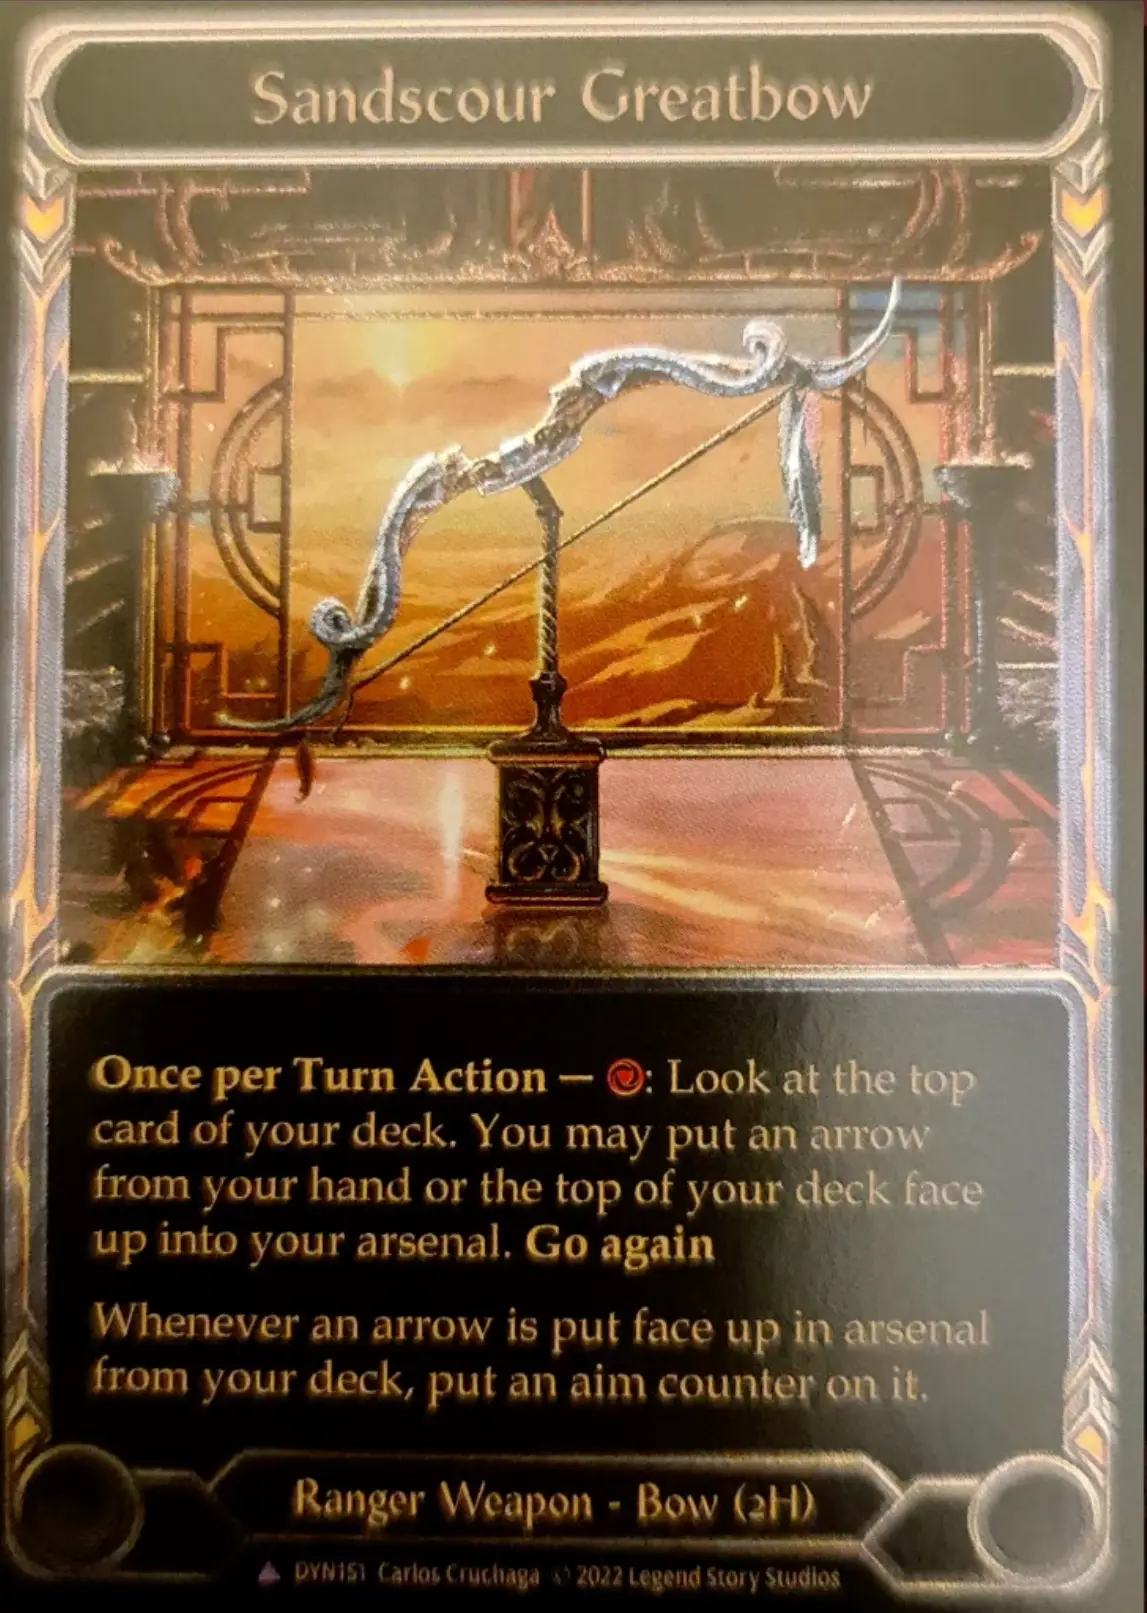 Sandscour Greatbow
Once per Turn Action — : Look at the top
card of your deck. You may put an arrow
from your hand or the top of your deck face
up into your arsenal. Go again
Whenever an arrow is put face up in arsenal
from your deck, put an aim counter on it.
Ranger Weapon - Bow (2H)
DYN151 Carlos Cruchaga © 2022 Legend Story Studios